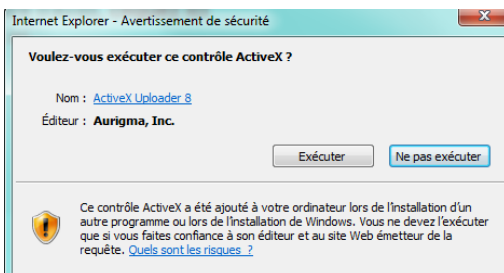 Internet Explorer - Avertissement de sécurité
Voulez-vous exécuter ce contrôle ActiveX ?
Nom : ActiveX Uploader 8
Éditeur : Aurigma, Inc.
Exécuter Ne pas exécuter
Ce contrôle ActiveX a été ajouté à votre ordinateur lors de l'installation d'un
autre programme ou lors de l'installation de Windows. Vous ne devez l'exécuter
que si vous faites confiance à son éditeur et au site Web émetteur de la
requête. Quels sont les risques ?